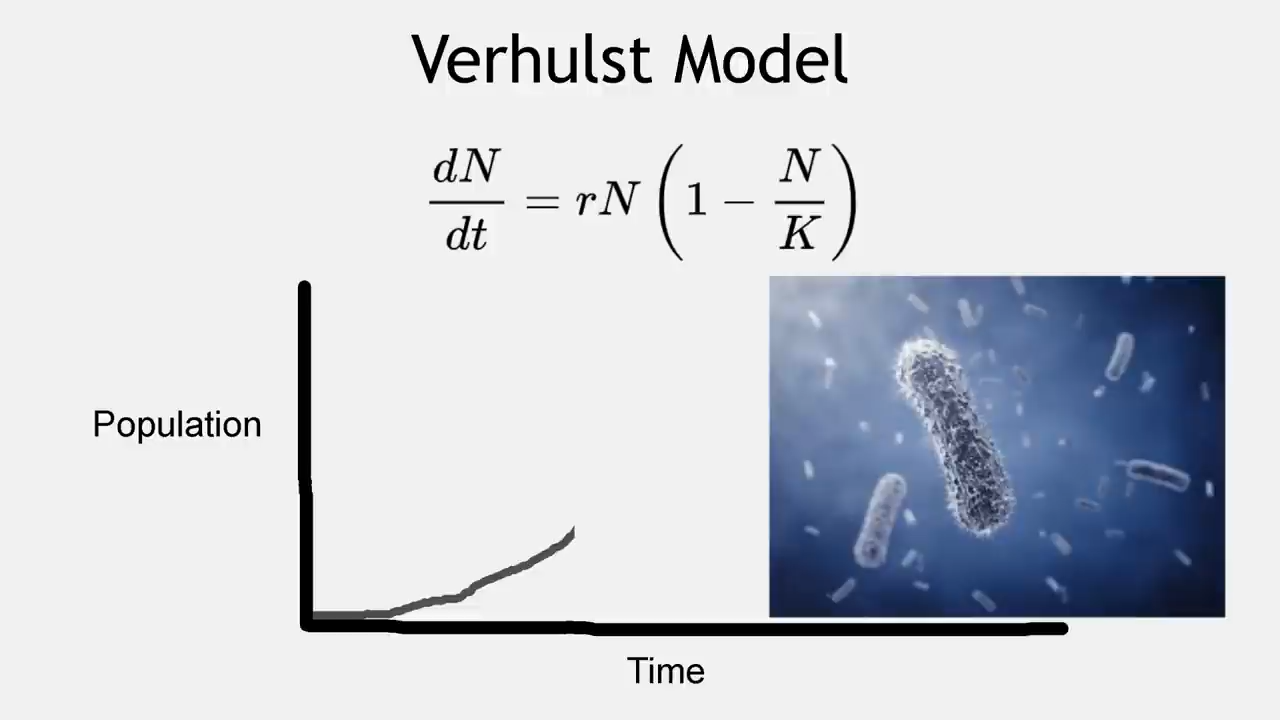 Verhulst Model
dN/dt = rN(1 − N/K)
Population
Time